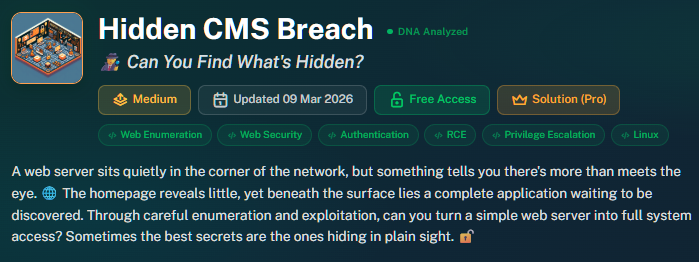 Hidden CMS Breach
DNA Analyzed
Can You Find What's Hidden?
Medium
Updated 09 Mar 2026
Free Access
Solution (Pro)
Web Enumeration
Web Security
Authentication
RCE
Privilege Escalation
Linux
A web server sits quietly in the corner of the network, but something tells you there's more than meets the
eye. 🌐 The homepage reveals little, yet beneath the surface lies a complete application waiting to be
discovered. Through careful enumeration and exploitation, can you turn a simple web server into full system
access? Sometimes the best secrets are the ones hiding in plain sight. 🔓